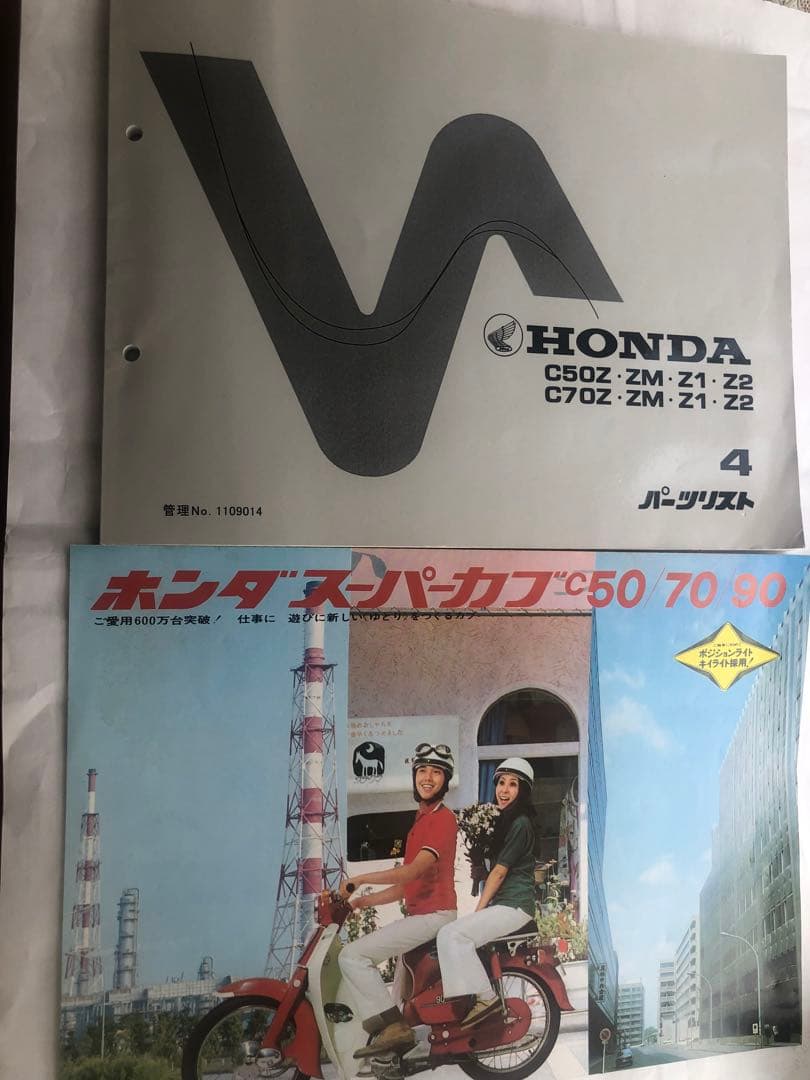 HONDA
C50Z・ZM・Z1・Z2
C70Z・ZM・Z1・Z2
4
パーツリスト
管理No. 1109014
ホンダスーパーカブC50/70/90
ご愛用600万台突破! 仕事に 遊びに新しい《ゆとり》をつくるカブ
ポジションライト
キイライト採用!
90